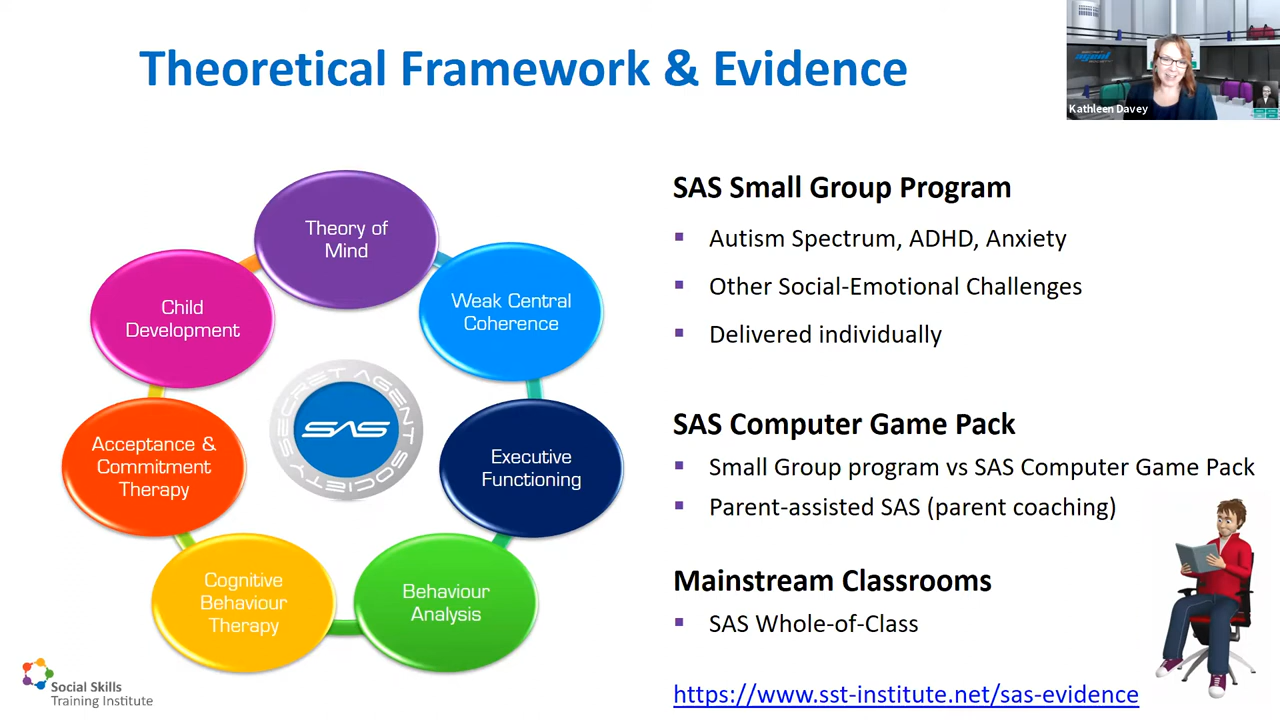 Theoretical Framework & Evidence
Kathleen Davey
Theory of
Mind
Weak Central
Coherence
Executive
Functioning
Behaviour
Analysis
Cognitive
Behaviour
Therapy
Acceptance &
Commitment
Therapy
Child
Development
SECRET AGENT SOCIETY
SAS
SAS Small Group Program
Autism Spectrum, ADHD, Anxiety
Other Social-Emotional Challenges
Delivered individually
SAS Computer Game Pack
Small Group program vs SAS Computer Game Pack
Parent-assisted SAS (parent coaching)
Mainstream Classrooms
SAS Whole-of-Class
https://www.sst-institute.net/sas-evidence
Social Skills
Training Institute